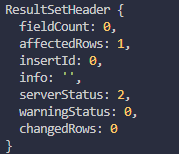 ResultSetHeader {
  fieldCount: 0,
  affectedRows: 1,
  insertId: 0,
  info: '',
  serverStatus: 2,
  warningStatus: 0,
  changedRows: 0
}